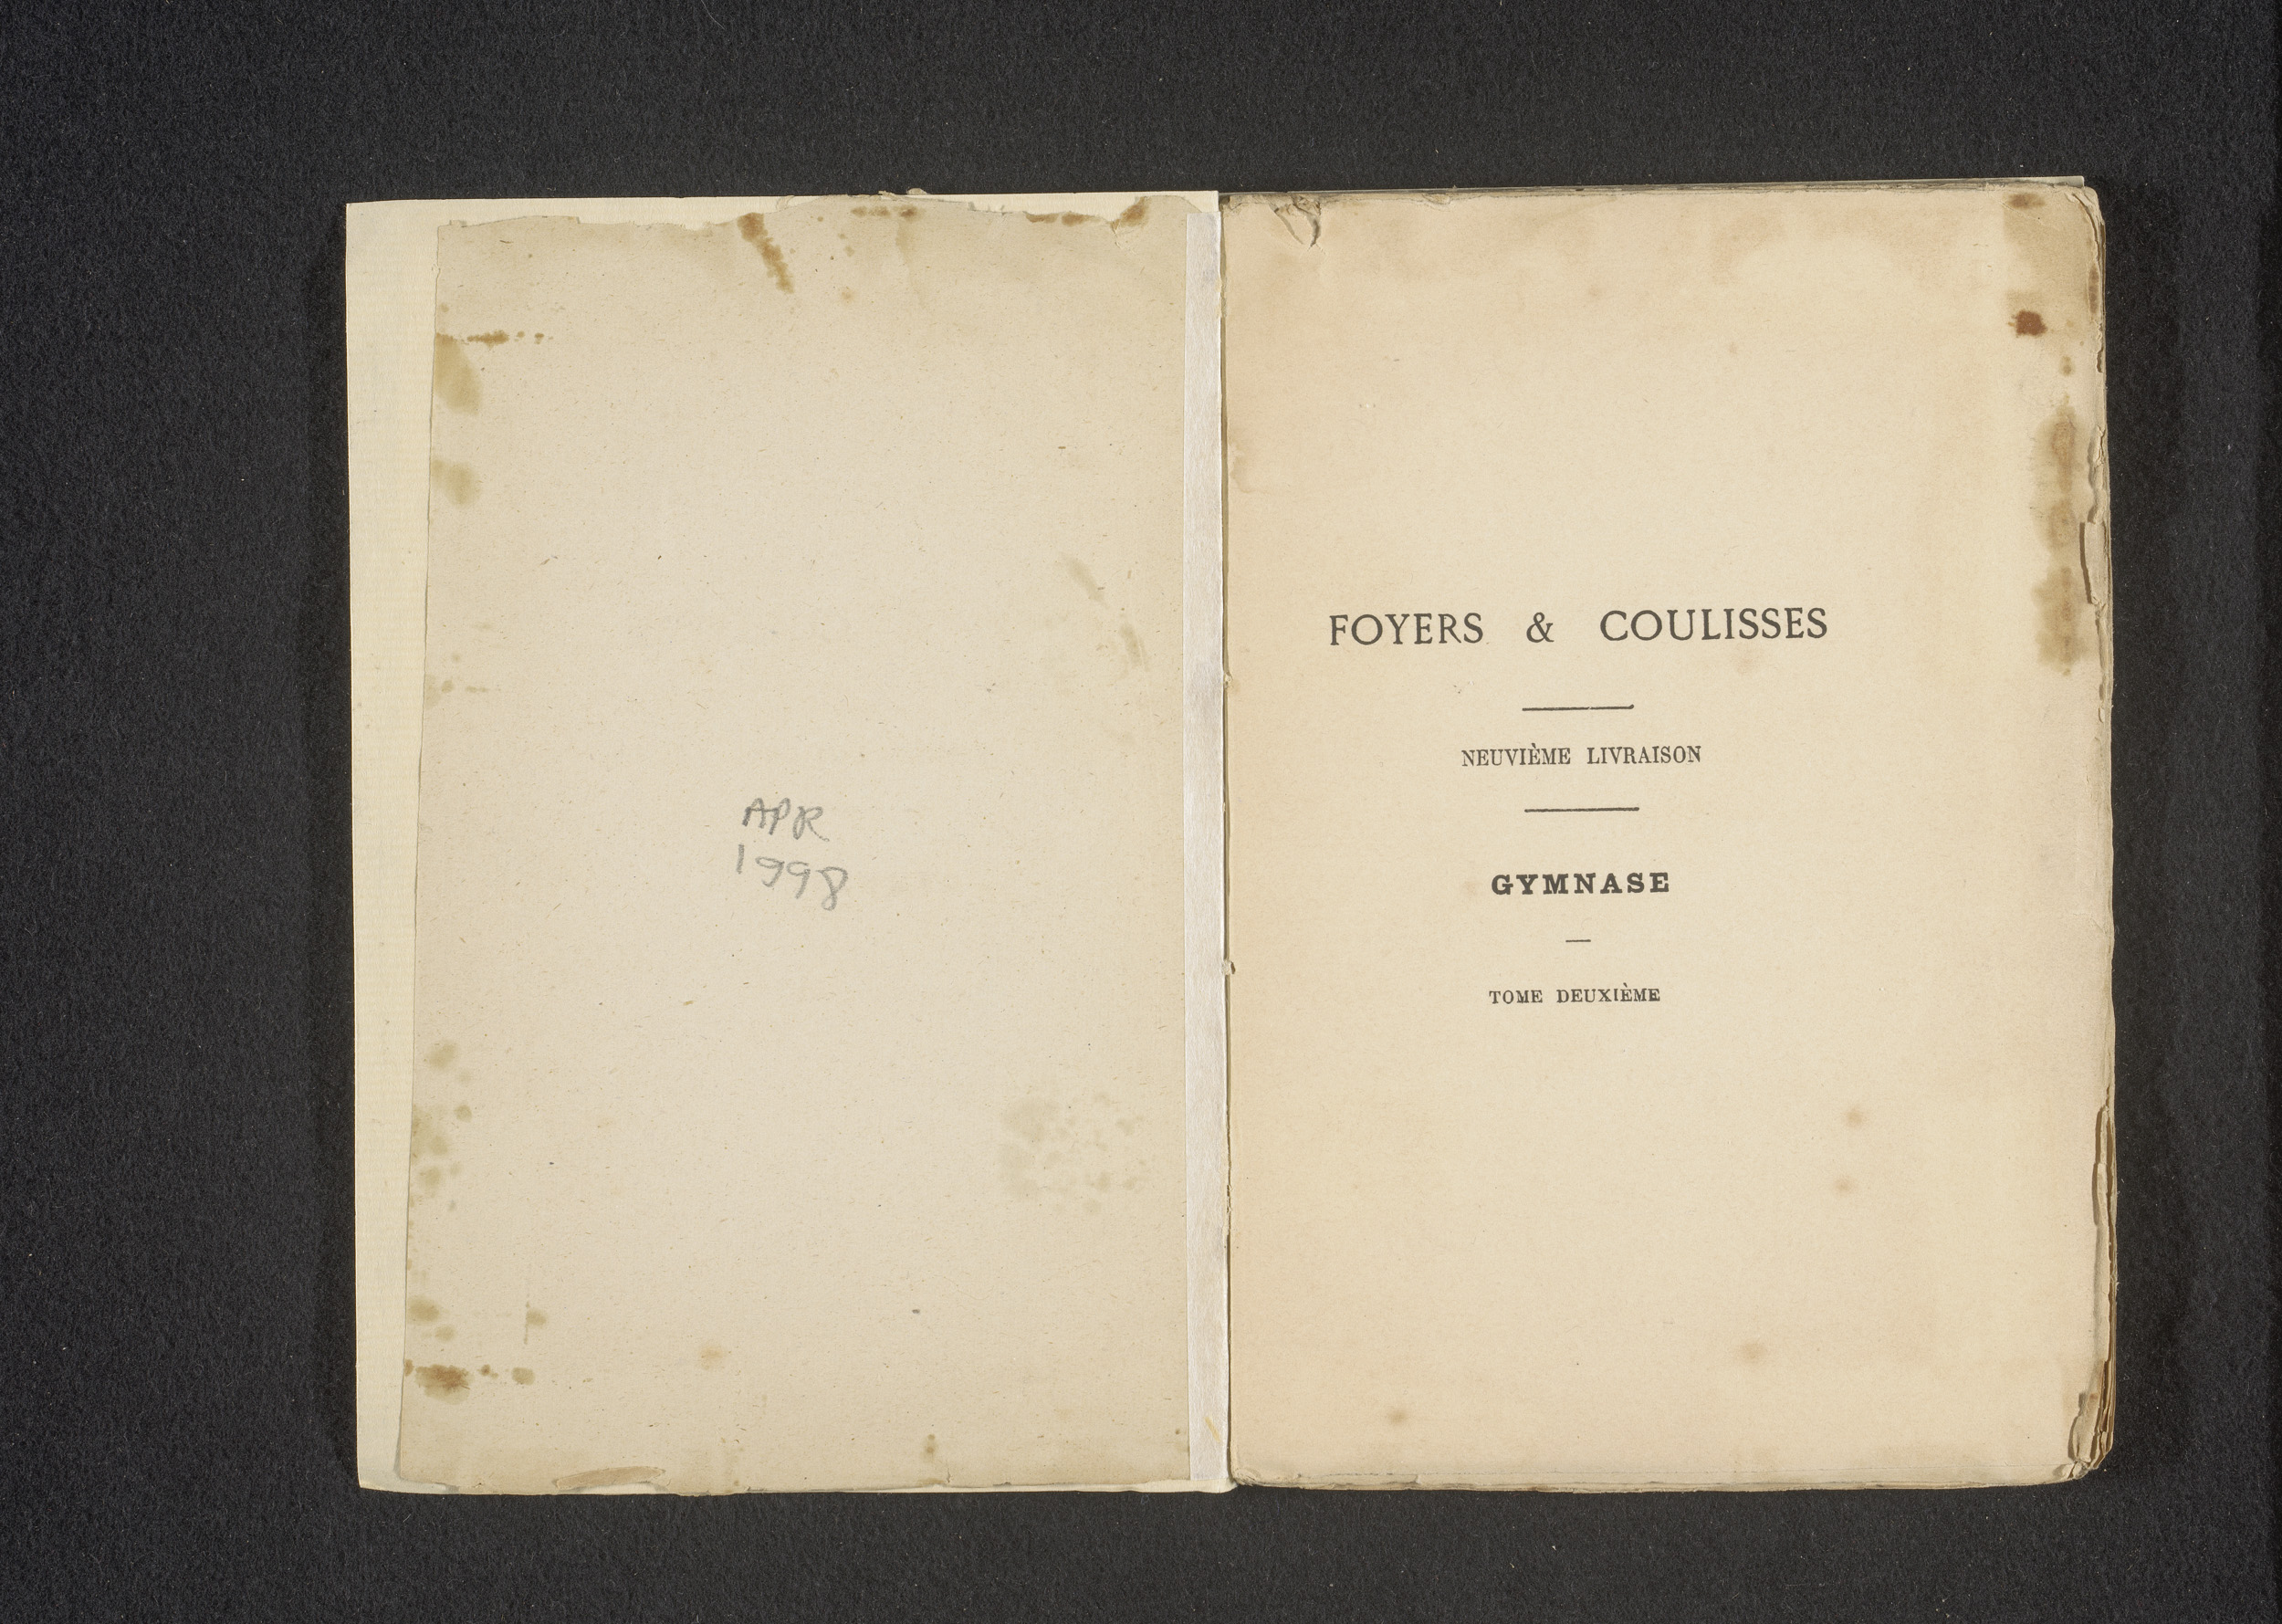 APR
1998
FOYERS & COULISSES
NEUVIÈME LIVRAISON
GYMNASE
TOME DEUXIÈME